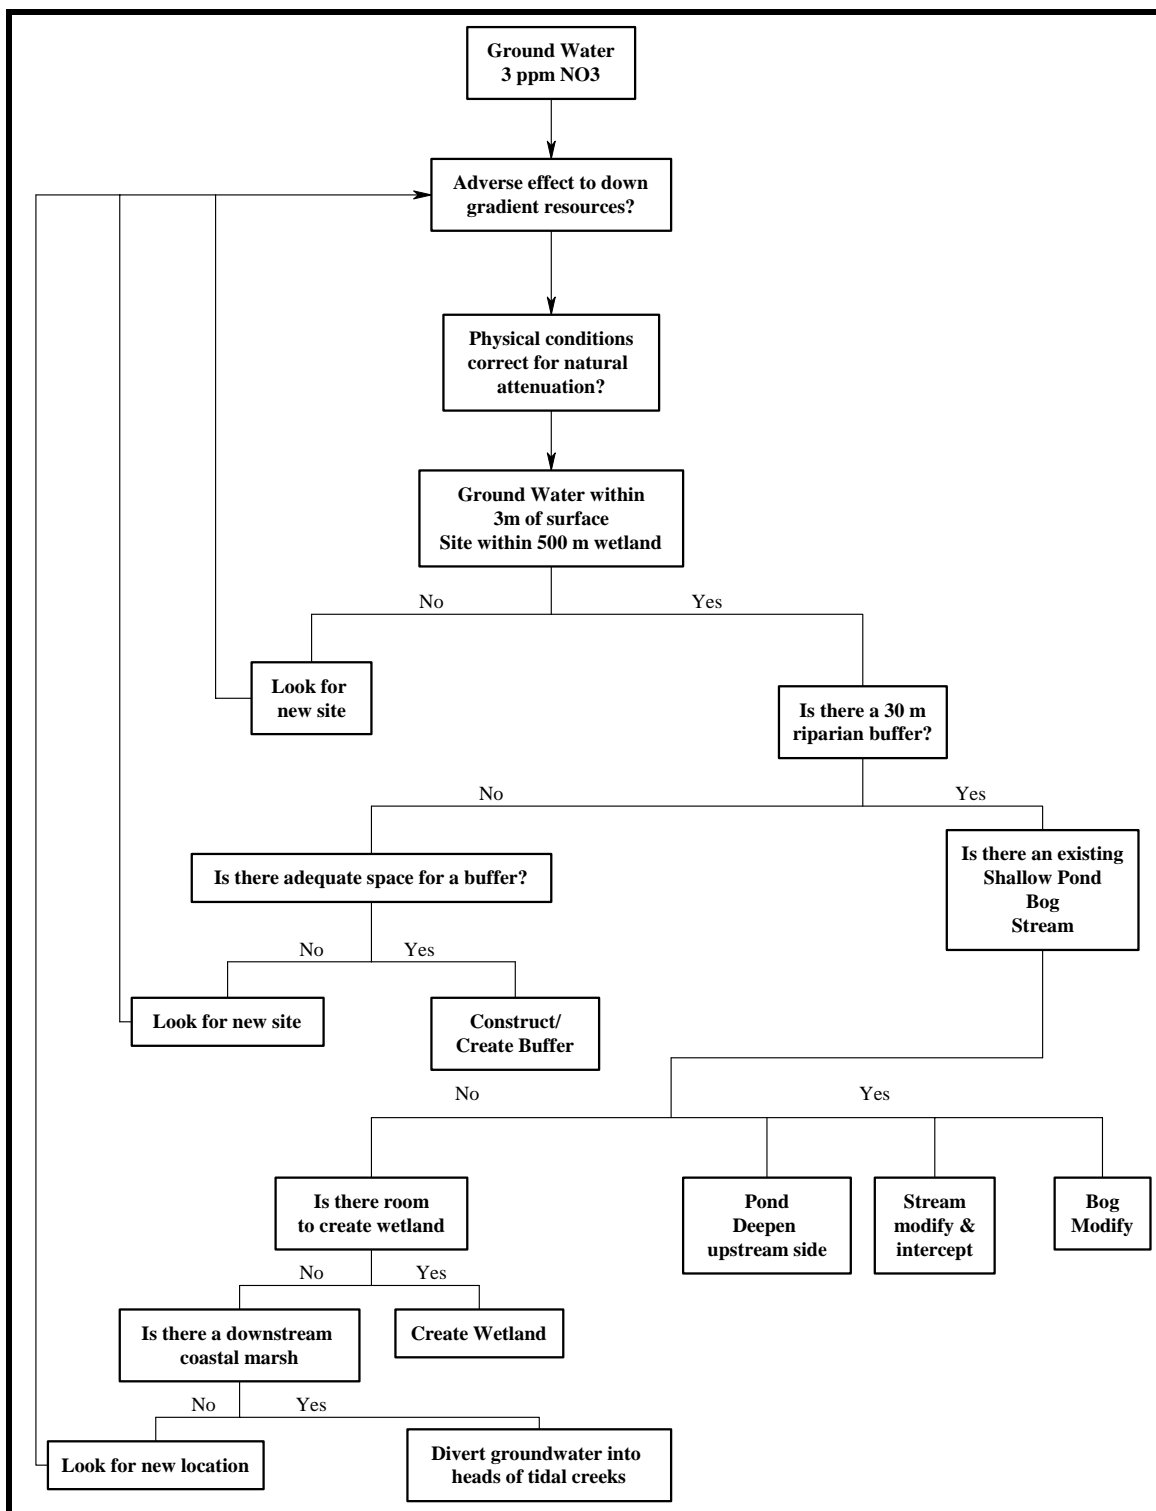 Ground Water
3 ppm NO3
Adverse effect to down
gradient resources?
Physical conditions
correct for natural
attenuation?
Ground Water within
3m of surface
Site within 500 m wetland
No
Yes
Look for
new site
Is there a 30 m
riparian buffer?
No
Yes
Is there adequate space for a buffer?
Is there an existing
Shallow Pond
Bog
Stream
No
Yes
Look for new site
Construct/
Create Buffer
No
Yes
Is there room
to create wetland
Pond
Deepen
upstream side
Stream
modify &
intercept
Bog
Modify
No
Yes
Is there a downstream
coastal marsh
Create Wetland
No
Yes
Look for new location
Divert groundwater into
heads of tidal creeks